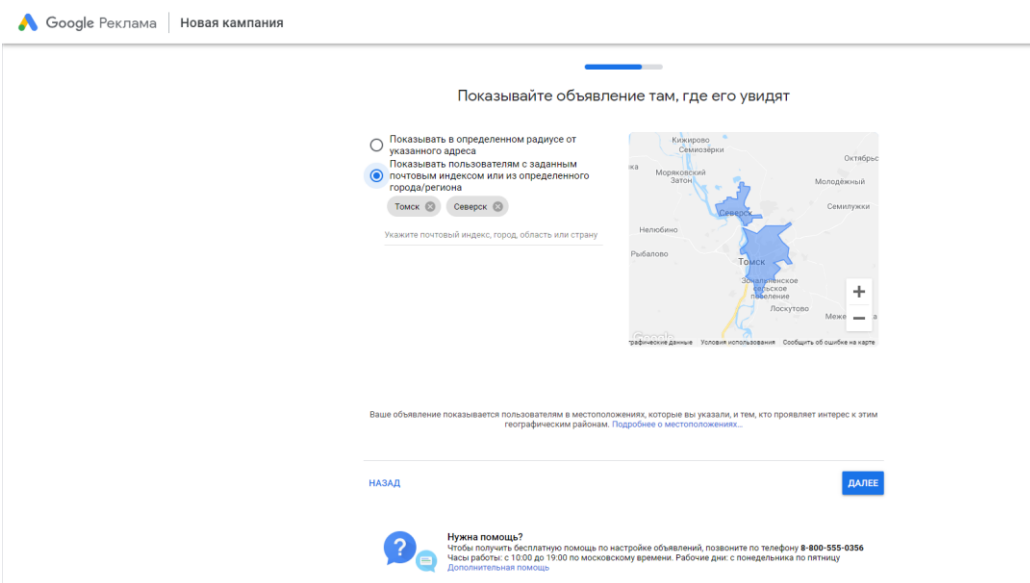 Google Реклама Новая кампания
Показывайте объявление там, где его увидят
Показывать в определенном радиусе от
указанного адреса
Показывать пользователям с заданным
почтовым индексом или из определенного
города/региона
Томск Северск
Укажите почтовый индекс, город, область или страну
Кижирово
Семиозёрки
Октябрьс
ка
Моряковский
Затон
Молодёжный
Северск
Семилужки
Нелюбино
Рыбалово
Томск
сельское
поселение
+
Лоскутово
Меже
−
Google
графические данные Условия использования Сообщить об ошибке на карте
Ваше объявление показывается пользователям в местоположениях, которые вы указали, и тем, кто проявляет интерес к этим
географическим районам. Подробнее о местоположениях...
НАЗАД
ДАЛЕЕ
?
Нужна помощь?
Чтобы получить бесплатную помощь по настройке объявлений, позвоните по телефону 8-800-555-0356
Часы работы: с 10:00 до 19:00 по московскому времени. Рабочие дни: с понедельника по пятницу
Дополнительная помощь